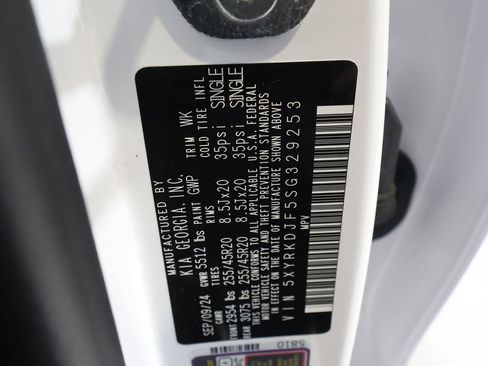 MANUFACTURED BY
KIA GEORGIA, INC.
SEP/09/24 GVWR 5512 lbs PAINT GWP TRIM WK
GAWR TIRES RIMS COLD TIRE INFL
FRONT 2954 lbs 255/45R20 8.5Jx20 35psi SINGLE
REAR 3075 lbs 255/45R20 8.5Jx20 35psi SINGLE
THIS VEHICLE CONFORMS TO ALL APPLICABLE U.S.A. FEDERAL
MOTOR VEHICLE SAFETY AND THEFT PREVENTION STANDARDS
IN EFFECT ON THE DATE OF MANUFACTURE SHOWN ABOVE
VIN 5XYRKDJF5SG329253
MPV
5810